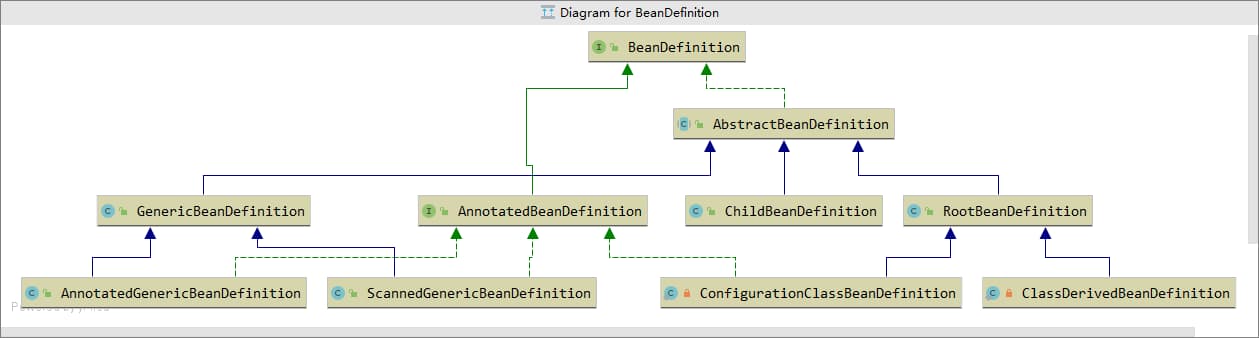 Diagram for BeanDefinition
BeanDefinition
AbstractBeanDefinition
GenericBeanDefinition
AnnotatedBeanDefinition
ChildBeanDefinition
RootBeanDefinition
AnnotatedGenericBeanDefinition
ScannedGenericBeanDefinition
ConfigurationClassBeanDefinition
ClassDerivedBeanDefinition